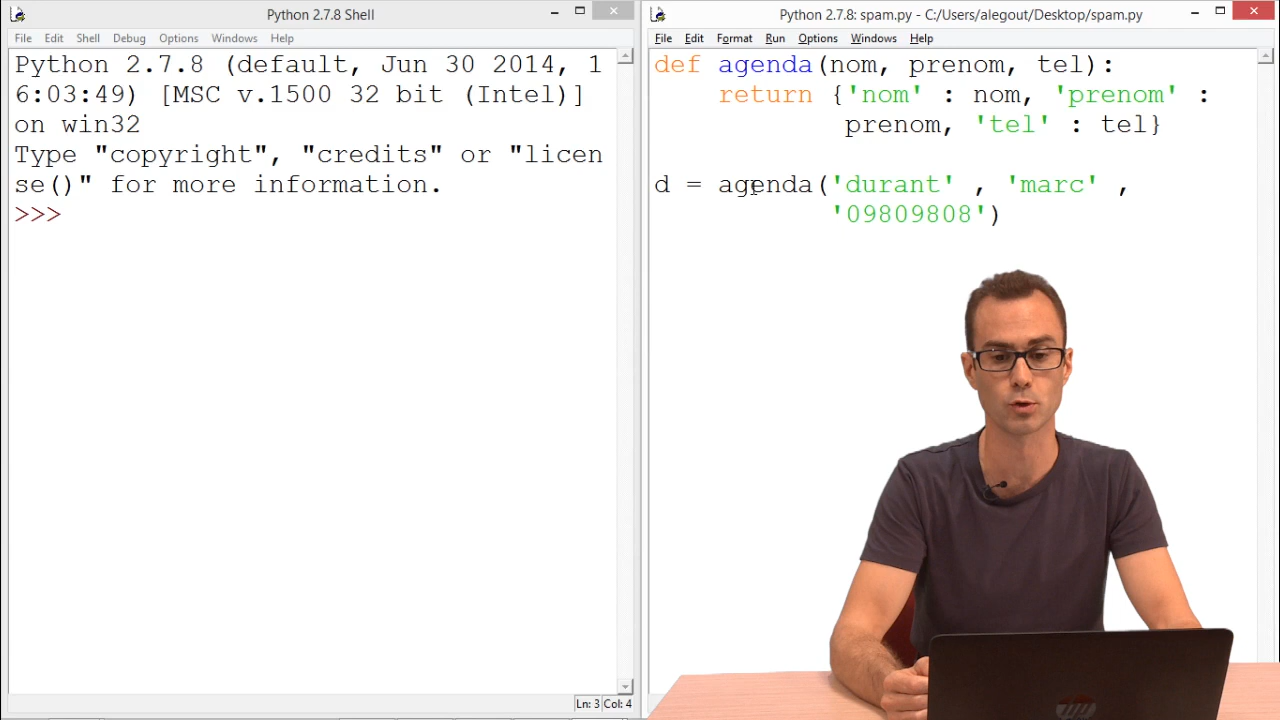 Python 2.7.8 Shell
File Edit Shell Debug Options Windows Help
Python 2.7.8 (default, Jun 30 2014, 1
6:03:49) [MSC v.1500 32 bit (Intel)]
on win32
Type "copyright", "credits" or "licen
se()" for more information.
>>>
Ln: 3 Col: 4
Python 2.7.8: spam.py - C:/Users/alegout/Desktop/spam.py
File Edit Format Run Options Windows Help
def agenda(nom, prenom, tel):
return {'nom' : nom, 'prenom' :
prenom, 'tel' : tel}
d = agenda('durant' , 'marc' ,
'09809808')
hp